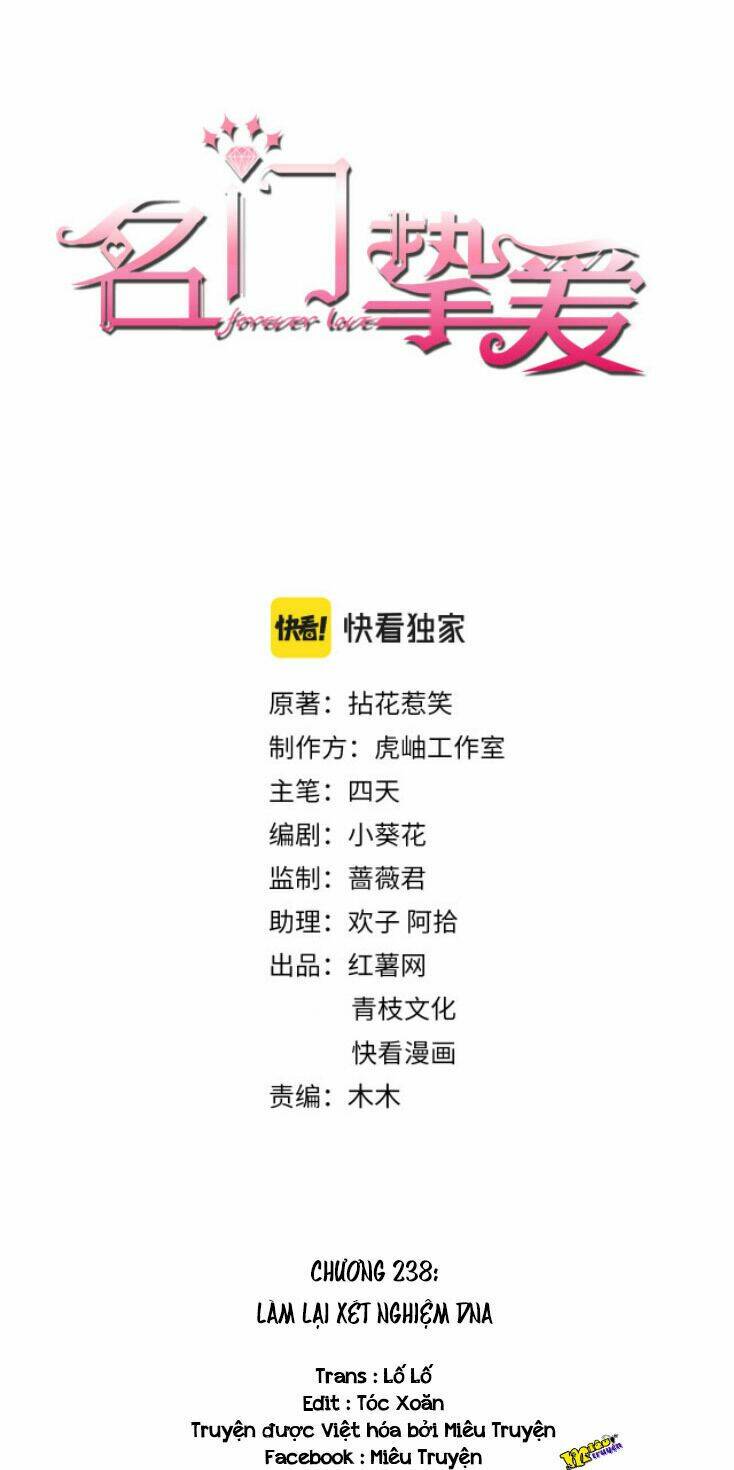 名门挚爱
forever love
快看! 快看独家
原著：拈花惹笑
制作方：虎岫工作室
主笔：四天
编剧：小葵花
监制：蔷薇君
助理：欢子 阿拾
出品：红薯网
青枝文化
快看漫画
责编：木木
CHƯƠNG 238:
LÀM LẠI XÉT NGHIỆM DNA
Trans : Lố Lố
Edit : Tóc Xoăn
Truyện được Việt hóa bởi Miêu Truyện
Facebook : Miêu Truyện
Miêu truyện